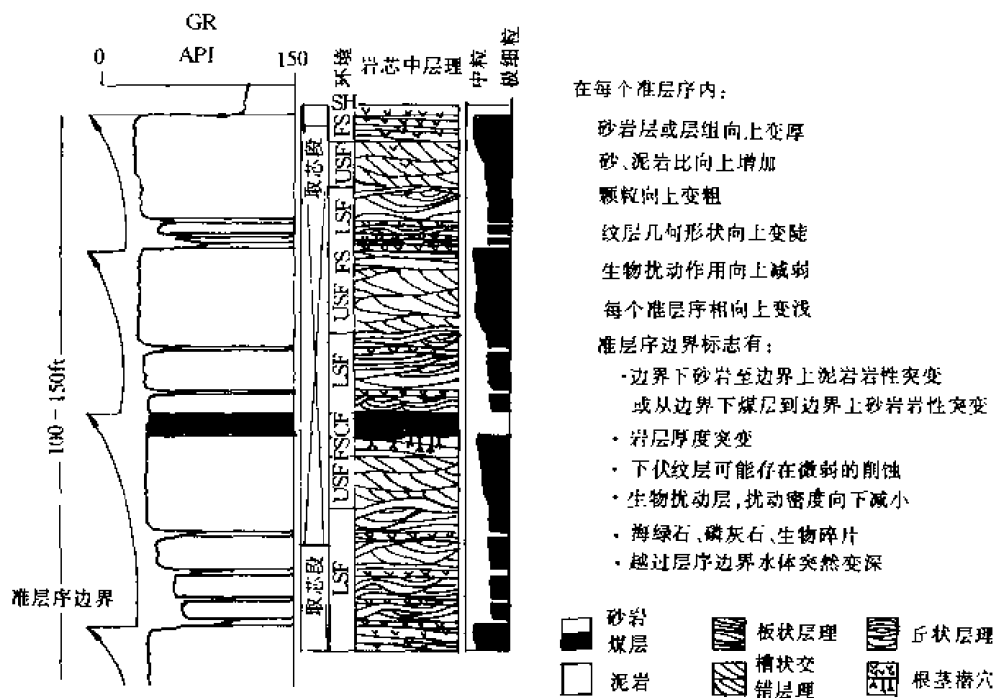 GR
API
0
150
环境
岩芯中层理
中粒
极细粒
SH
FS
USF
LSF
FS
USF
LSF
CP
FS
USF
LSF
取芯段
取芯段
100-150ft
准层序边界
在每个准层序内:
砂岩层或层组向上变厚
砂、泥岩比向上增加
颗粒向上变粗
纹层几何形状向上变陡
生物扰动作用向上减弱
每个准层序相向上变浅
准层序边界标志有:
·边界下砂岩至边界上泥岩岩性突变
或从边界下煤层到边界上砂岩岩性突变
·岩层厚度突变
·下伏纹层可能存在微弱的削蚀
·生物扰动层,扰动密度向下减小
·海绿石、磷灰石、生物碎片
·越过层序边界水体突然变深
砂岩
煤层
板状层理
丘状层理
泥岩
槽状交
错层理
根茎潜穴